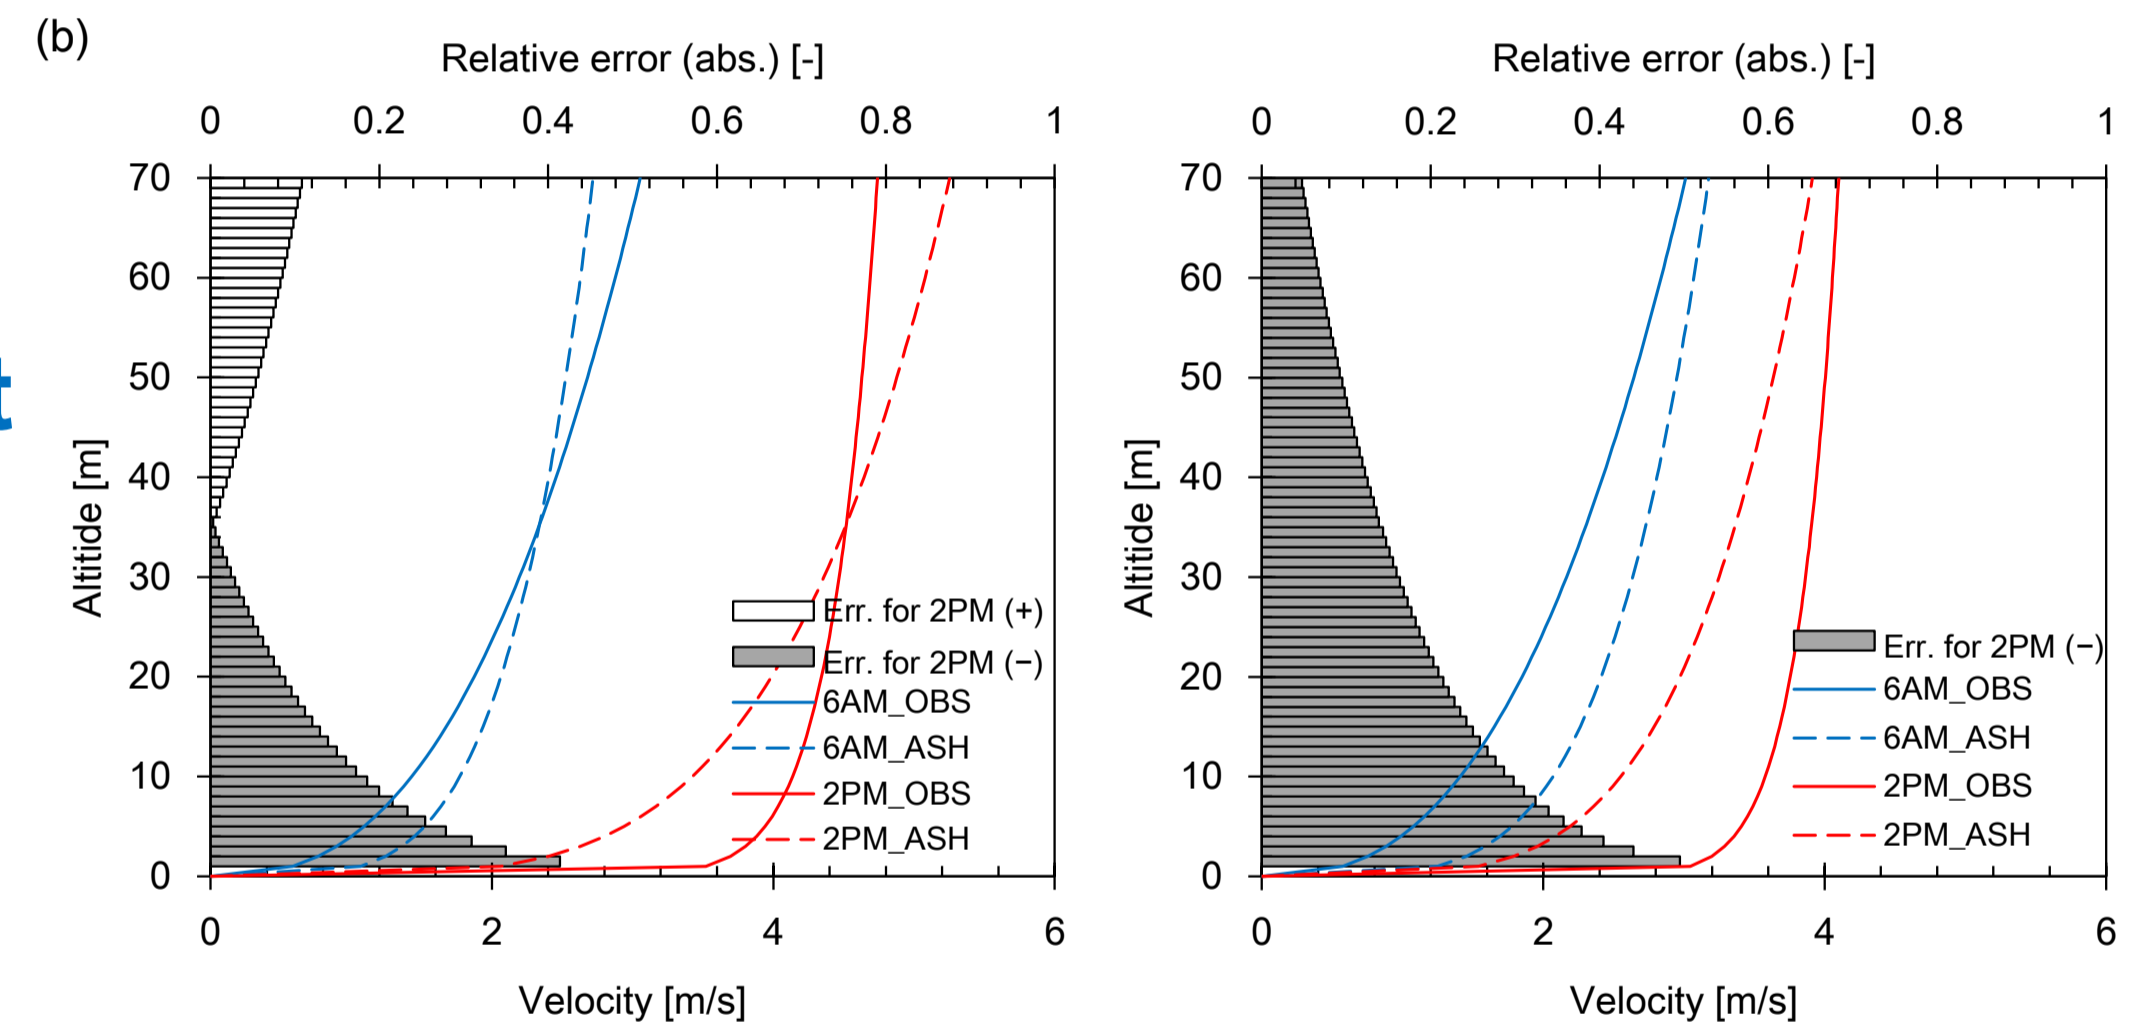 (b)
Relative error (abs.) [-]
0 0.2 0.4 0.6 0.8 1
70
60
50
40
30
20
10
0
Altitide [m]
Err. for 2PM (+)
Err. for 2PM (−)
6AM_OBS
6AM_ASH
2PM_OBS
2PM_ASH
0 2 4 6
Velocity [m/s]
Relative error (abs.) [-]
0 0.2 0.4 0.6 0.8 1
70
60
50
40
30
20
10
0
Altitide [m]
Err. for 2PM (−)
6AM_OBS
6AM_ASH
2PM_OBS
2PM_ASH
0 2 4 6
Velocity [m/s]